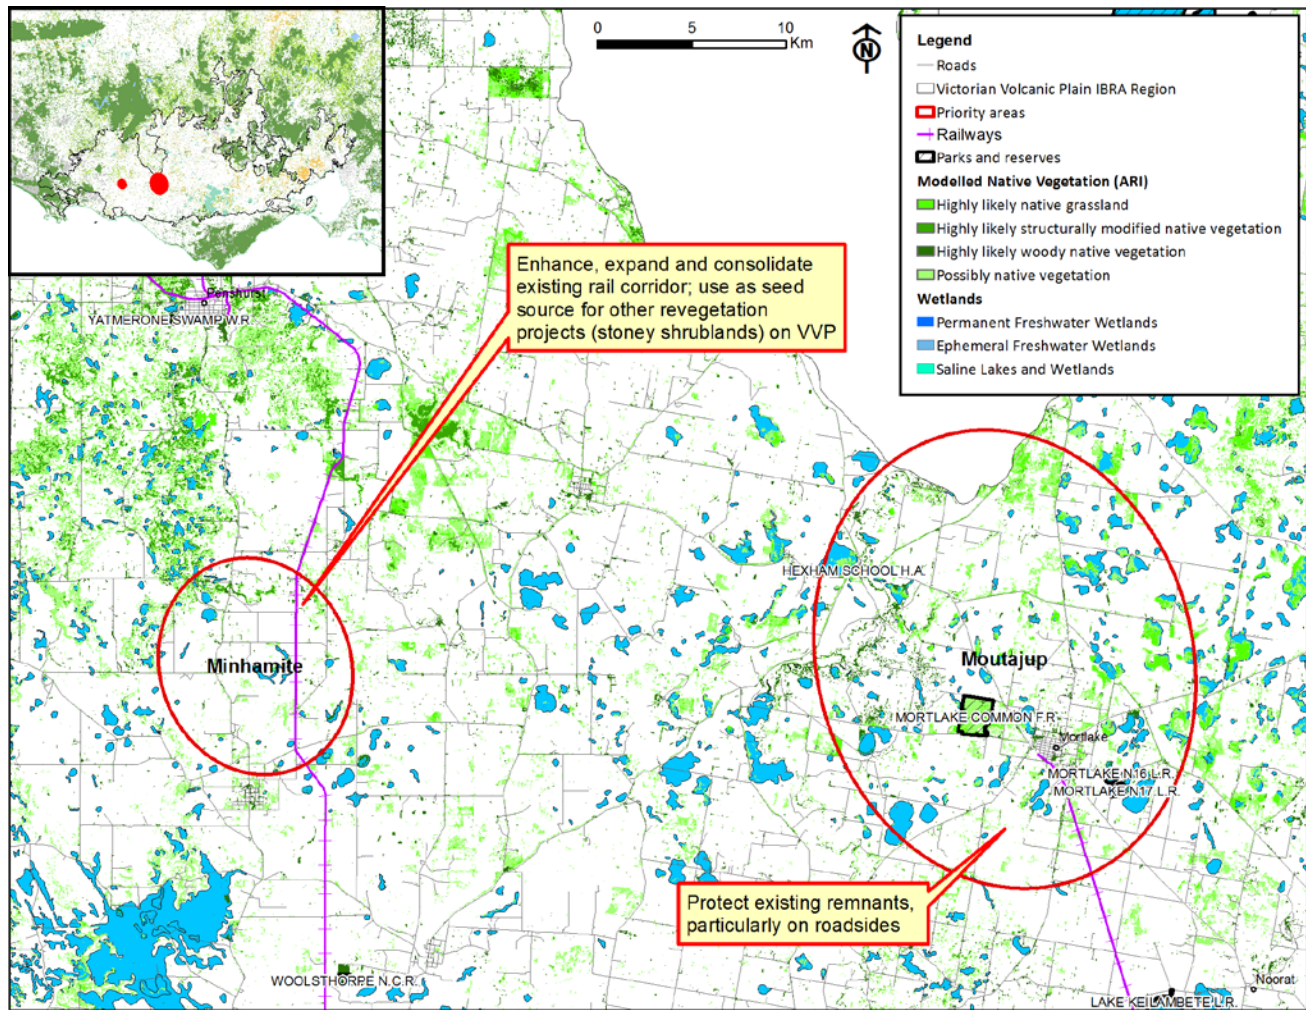 0 5 10
Km
N
Legend
Roads
Victorian Volcanic Plain IBRA Region
Priority areas
Railways
Parks and reserves
Modelled Native Vegetation (ARI)
Highly likely native grassland
Highly likely structurally modified native vegetation
Highly likely woody native vegetation
Possibly native vegetation
Wetlands
Permanent Freshwater Wetlands
Ephemeral Freshwater Wetlands
Saline Lakes and Wetlands
Enhance, expand and consolidate
existing rail corridor; use as seed
source for other revegetation
projects (stoney shrublands) on VVP
Penshurst
YATMERONE SWAMP W.R.
HEXHAM SCHOOL H.A.
Minhamite
Moutajup
MORTLAKE COMMON F.R.
Mortlake
MORTLAKE N16 L.R.
MORTLAKE N17 L.R.
Protect existing remnants,
particularly on roadsides
WOOLSTHORPE N.C.R.
Noorat
LAKE KEILAMBETE L.R.